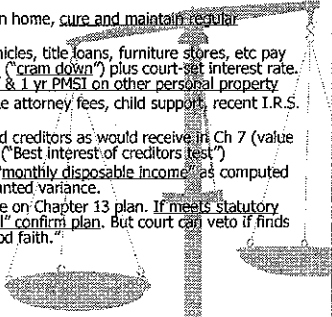 n home, cure and maintain regular
nicles, title loans, furniture stores, etc pay
("cram down") plus court-set interest rate.
& 1 yr PMSI on other personal property
e attorney fees, child support, recent I.R.S.
d creditors as would receive in Ch 7 (value
("Best interest of creditors test")
"monthly disposable income" as computed
nted variance.
e on Chapter 13 plan. If meets statutory
l" confirm plan. But court can veto if finds
od faith."